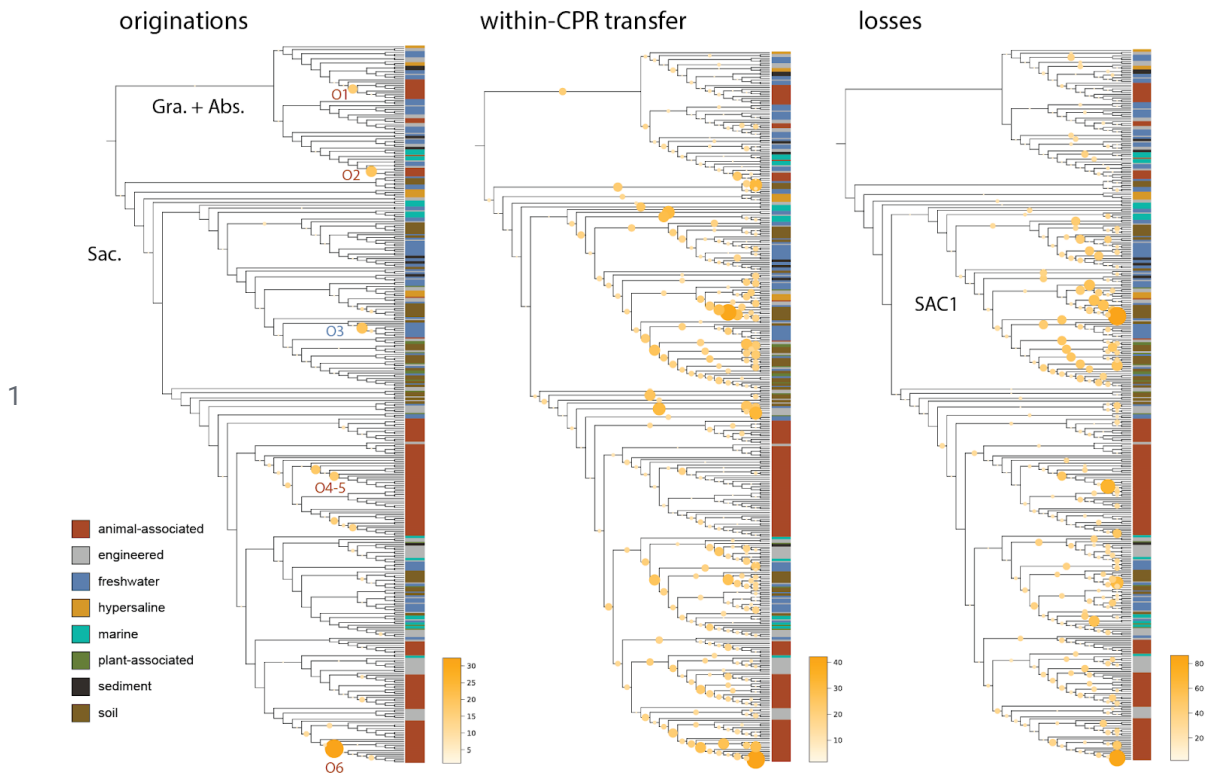 originations
within-CPR transfer
losses
O1
Gra. + Abs.
O2
Sac.
O3
SAC1
1
O4-5
animal-associated
engineered
freshwater
hypersaline
marine
plant-associated
sediment
soil
O6
30
25
20
15
10
5
40
30
20
10
80
60
40
20